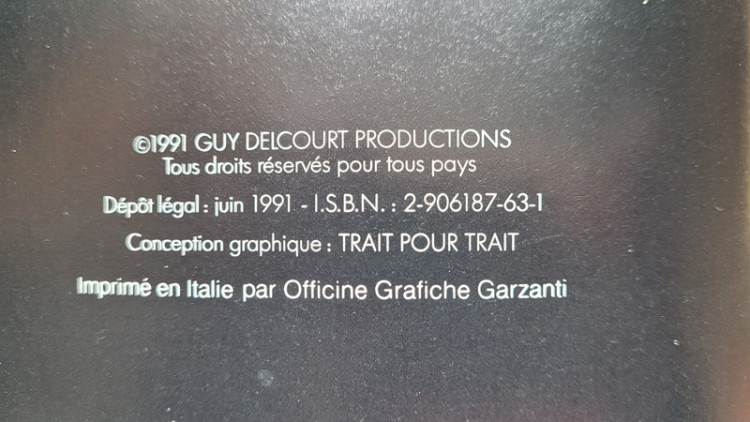 ©1991 GUY DELCOURT PRODUCTIONS
Tous droits réservés pour tous pays
Dépôt légal : juin 1991 - I.S.B.N. : 2-906187-63-1
Conception graphique : TRAIT POUR TRAIT
Imprimé en Italie par Officine Grafiche Garzanti